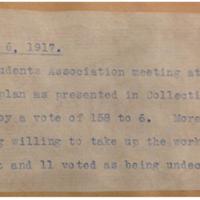 6, 1917.
udents Association meeting at
plan as presented in Collecti
by a vote of 158 to 6. More
g willing to take up the work
t and 11 voted as being undec